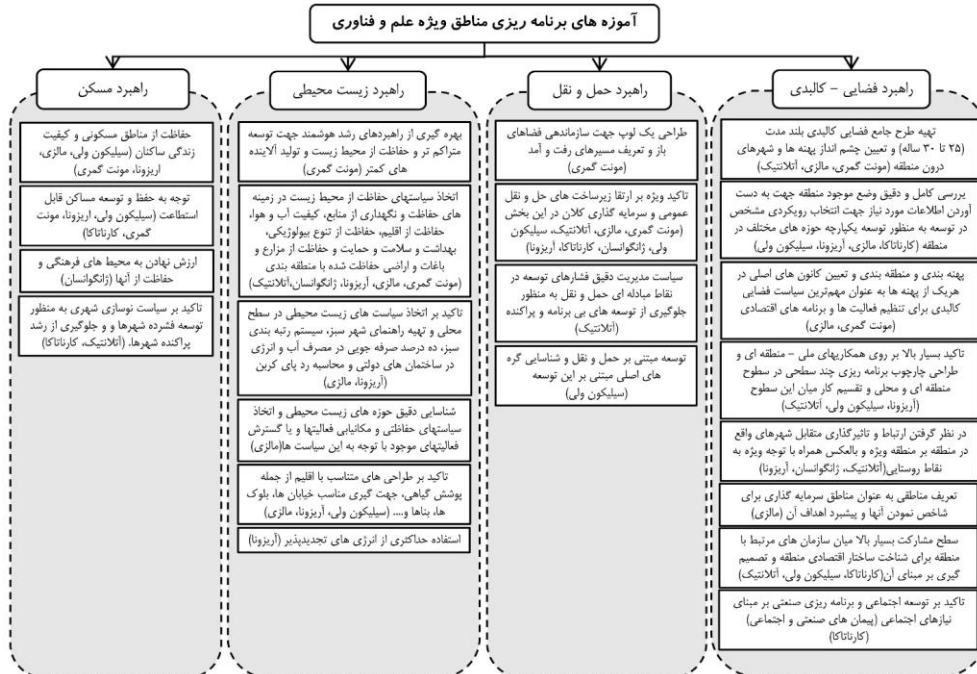 آموزه های برنامه ریزی مناطق ویژه علم و فناوری
راهبرد فضایی – کالبدی
تهیه طرح جامع فضایی کالبدی بلند مدت
(۲۵ تا ۳۰ ساله) و تعیین چشم انداز پهنه ها و شهرهای
درون منطقه (مونت گمری، مالزی، آتلانتیک)
بررسی کامل و دقیق وضع موجود منطقه جهت به دست
آوردن اطلاعات مورد نیاز جهت انتخاب رویکردی مشخص
در توسعه به منظور توسعه یکپارچه حوزه های مختلف در
منطقه (کارناتاکا، مالزی، آریزونا، سیلیکون ولی)
پهنه بندی و منطقه بندی و تعیین کانون های اصلی در
هریک از پهنه ها به عنوان مهم‌ترین سیاست فضایی
کالبدی برای تنظیم فعالیت ها و برنامه های اقتصادی
(مونت گمری، مالزی)
تاکید بسیار بالا بر روی همکاریهای ملی – منطقه ای و
طراحی چارچوب برنامه ریزی چند سطحی در سطوح
منطقه ای و محلی و تقسیم کار میان این سطوح
(آریزونا، سیلیکون ولی، آتلانتیک)
در نظر گرفتن ارتباط و تاثیرگذاری متقابل شهرهای واقع
در منطقه بر منطقه ویژه و بالعکس همراه با توجه ویژه به
نقاط روستایی(آتلانتیک، ژانگوانسان، آریزونا)
تعریف مناطقی به عنوان مناطق سرمایه گذاری برای
شاخص نمودن آنها و پیشبرد اهداف آن (مالزی)
سطح مشارکت بسیار بالا میان سازمان های مرتبط با
منطقه برای شناخت ساختار اقتصادی منطقه و تصمیم
گیری بر مبنای آن(کارناتاکا، سیلیکون ولی، آتلانتیک)
تاکید بر توسعه اجتماعی و برنامه ریزی صنعتی بر مبنای
نیازهای اجتماعی (پیمان های صنعتی و اجتماعی)
(کارناتاکا)
راهبرد حمل و نقل
طراحی یک لوپ جهت سازماندهی فضاهای
باز و تعریف مسیرهای رفت و آمد
(مونت گمری)
تاکید ویژه بر ارتقا زیرساخت های حل و نقل
عمومی و سرمایه گذاری کلان در این بخش
(مونت گمری، مالزی، آتلانتیک، سیلیکون
ولی، ژانگوانسان، کارناتاکا، آریزونا)
سیاست مدیریت دقیق فشارهای توسعه در
نقاط مبادله ای حمل و نقل به منظور
جلوگیری از توسعه های بی برنامه و پراکنده
(آتلانتیک)
توسعه مبتنی بر حمل و نقل و شناسایی گره
های اصلی مبتنی بر این توسعه
(سیلیکون ولی)
راهبرد زیست محیطی
بهره گیری از راهبردهای رشد هوشمند جهت توسعه
متراکم تر و حفاظت از محیط زیست و تولید آلاینده
های کمتر (مونت گمری)
اتخاذ سیاستهای حفاظت از محیط زیست در زمینه
های حفاظت و نگهداری از منابع، کیفیت آب و هوا،
حفاظت از اقلیم، حفاظت از تنوع بیولوژیکی،
بهداشت و سلامت و حمایت و حفاظت از مزارع و
باغات و اراضی حفاظت شده با منطقه بندی
(مونت گمری، مالزی، آریزونا، ژانگوانسان،آتلانتیک)
تاکید بر اتخاذ سیاست های زیست محیطی در سطح
محلی و تهیه راهنمای شهر سبز، سیستم رتبه بندی
سبز، ده درصد صرفه جویی در مصرف آب و انرژی
در ساختمان های دولتی و محاسبه رد پای کربن
(آریزونا، مالزی)
شناسایی دقیق حوزه های زیست محیطی و اتخاذ
سیاستهای حفاظتی و مکانیابی فعالیتها و یا گسترش
فعالیتهای موجود با توجه به این سیاست ها(مالزی)
تاکید بر طراحی های متناسب با اقلیم از جمله
پوشش گیاهی، جهت گیری مناسب خیابان ها، بلوک
ها، بناها و.... (سیلیکون ولی، آریزونا، مالزی)
استفاده حداکثری از انرژی های تجدیدپذیر (آریزونا)
راهبرد مسکن
حفاظت از مناطق مسکونی و کیفیت
زندگی ساکنان (سیلیکون ولی، مالزی،
اریزونا، مونت گمری)
توجه به حفظ و توسعه مساکن قابل
استطاعت (سیلیکون ولی، اریزونا، مونت
گمری، کارناتاکا)
ارزش نهادن به محیط های فرهنگی و
حفاظت از آنها (ژانگوانسان)
تاکید بر سیاست نوسازی شهری به منظور
توسعه فشرده شهرها و و جلوگیری از رشد
پراکنده شهرها. (آتلانتیک، کارناتاکا)